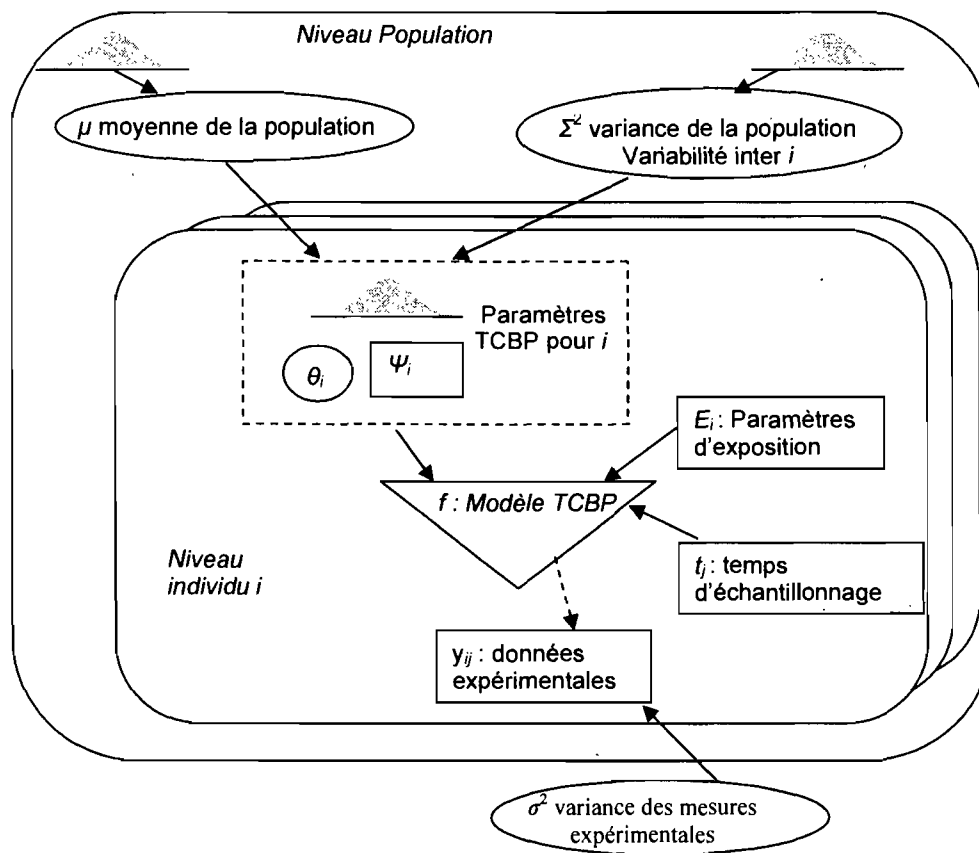 Niveau Population
μ moyenne de la population
Σ² variance de la population
Variabilité inter i
Paramètres
TCBP pour i
θi
Ψi
Ei : Paramètres
d'exposition
f : Modèle TCBP
Niveau
individu i
tj : temps
d'échantillonnage
yij : données
expérimentales
σ² variance des mesures
expérimentales